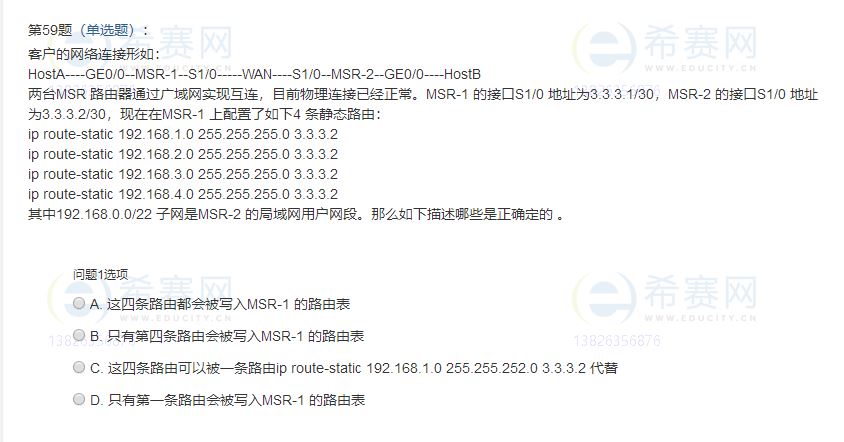 第59题（单选题）：
客户的网络连接形如：
HostA----GE0/0--MSR-1--S1/0-----WAN----S1/0--MSR-2--GE0/0----HostB
两台MSR 路由器通过广域网实现互连，目前物理连接已经正常。MSR-1 的接口S1/0 地址为3.3.3.1/30，MSR-2 的接口S1/0 地址
为3.3.3.2/30，现在在MSR-1 上配置了如下4 条静态路由：
ip route-static 192.168.1.0 255.255.255.0 3.3.3.2
ip route-static 192.168.2.0 255.255.255.0 3.3.3.2
ip route-static 192.168.3.0 255.255.255.0 3.3.3.2
ip route-static 192.168.4.0 255.255.255.0 3.3.3.2
其中192.168.0.0/22 子网是MSR-2 的局域网用户网段。那么如下描述哪些是正确定的 。
问题1选项
A. 这四条路由都会被写入MSR-1 的路由表
B. 只有第四条路由会被写入MSR-1 的路由表
C. 这四条路由可以被一条路由ip route-static 192.168.1.0 255.255.252.0 3.3.3.2 代替
D. 只有第一条路由会被写入MSR-1 的路由表
希赛网
WWW.EDUCITY.CN
希赛网
WWW.EDUCITY.CN
希赛网
WWW.EDUCITY.CN
13826356876
希赛网
WWW.EDUCITY.CN
13826356876